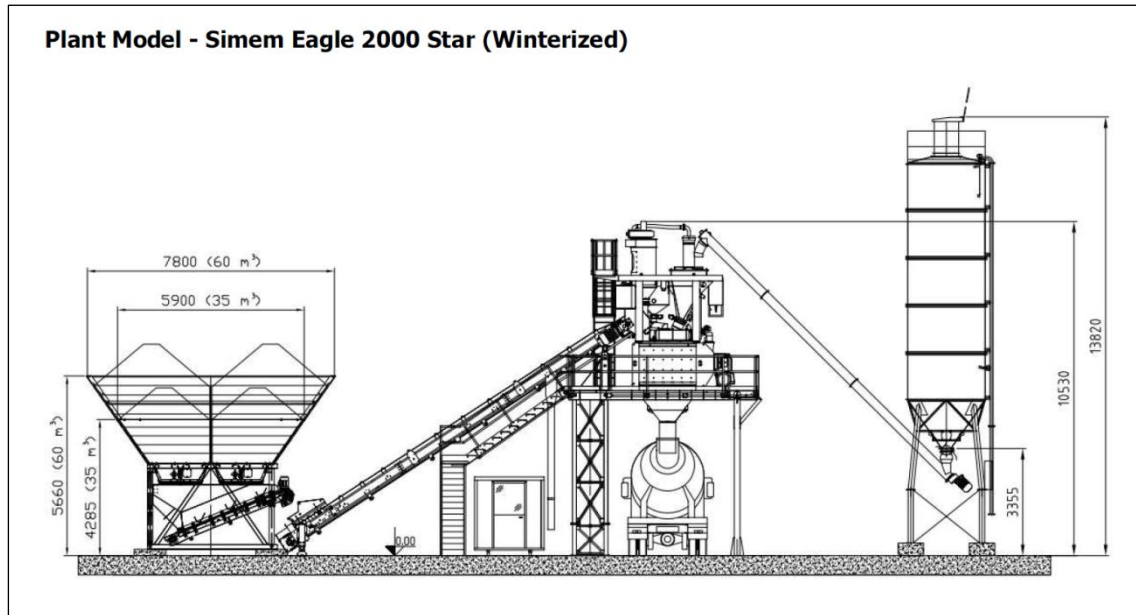 Plant Model - Simem Eagle 2000 Star (Winterized)
7800 (60 m³)
5900 (35 m³)
5660 (60 m³)
4285 (35 m³)
0,00
10530
13820
3355